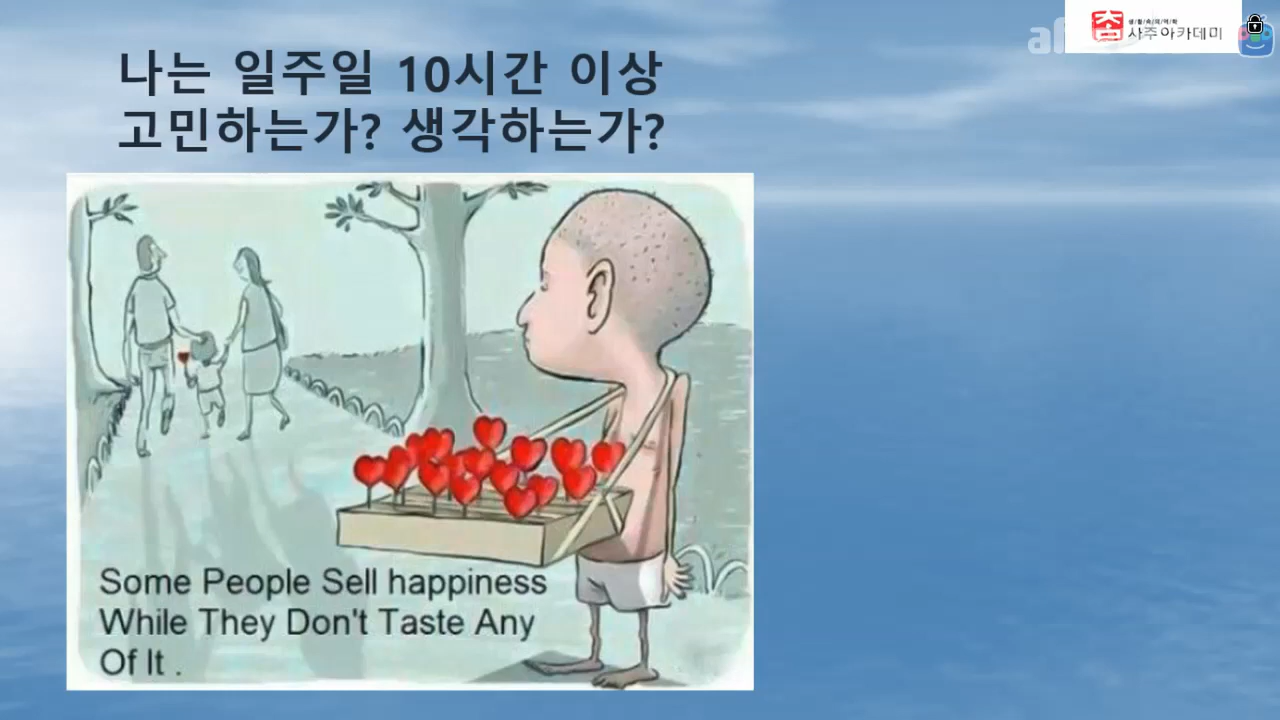 나는 일주일 10시간 이상
고민하는가? 생각하는가?
사주아카데미
Some People Sell happiness
While They Don't Taste Any
Of It .